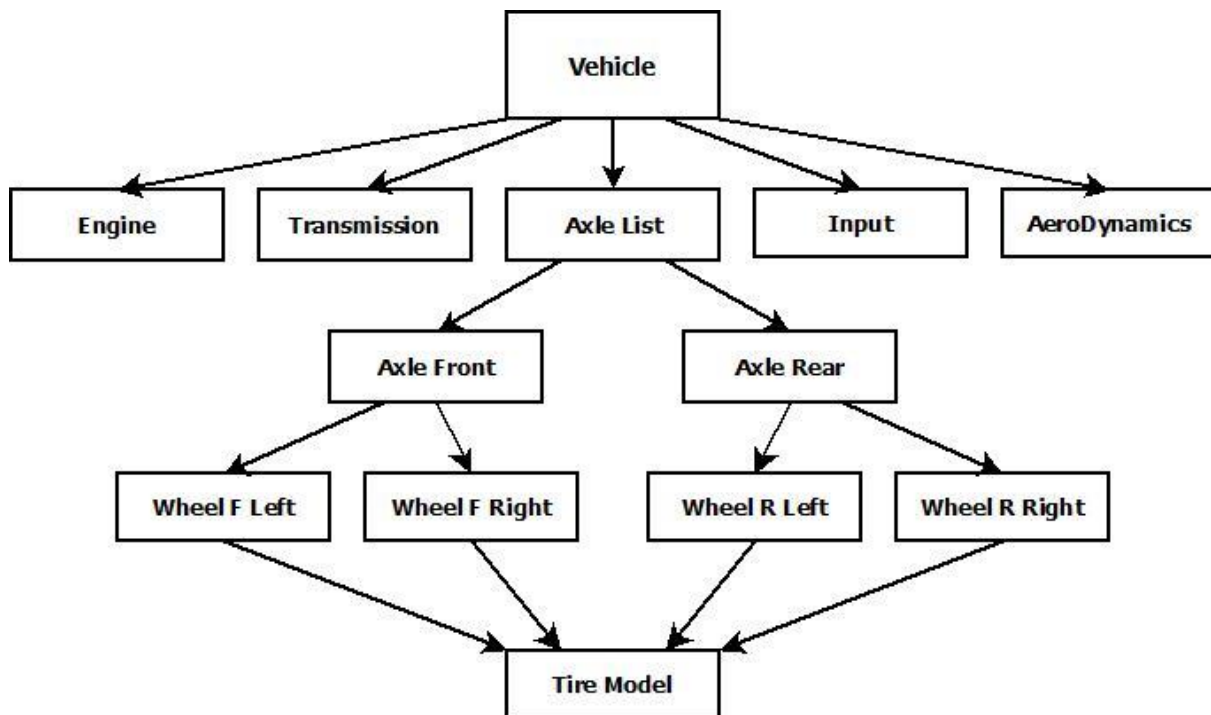 Vehicle
Engine
Transmission
Axle List
Input
AeroDynamics
Axle Front
Axle Rear
Wheel F Left
Wheel F Right
Wheel R Left
Wheel R Right
Tire Model